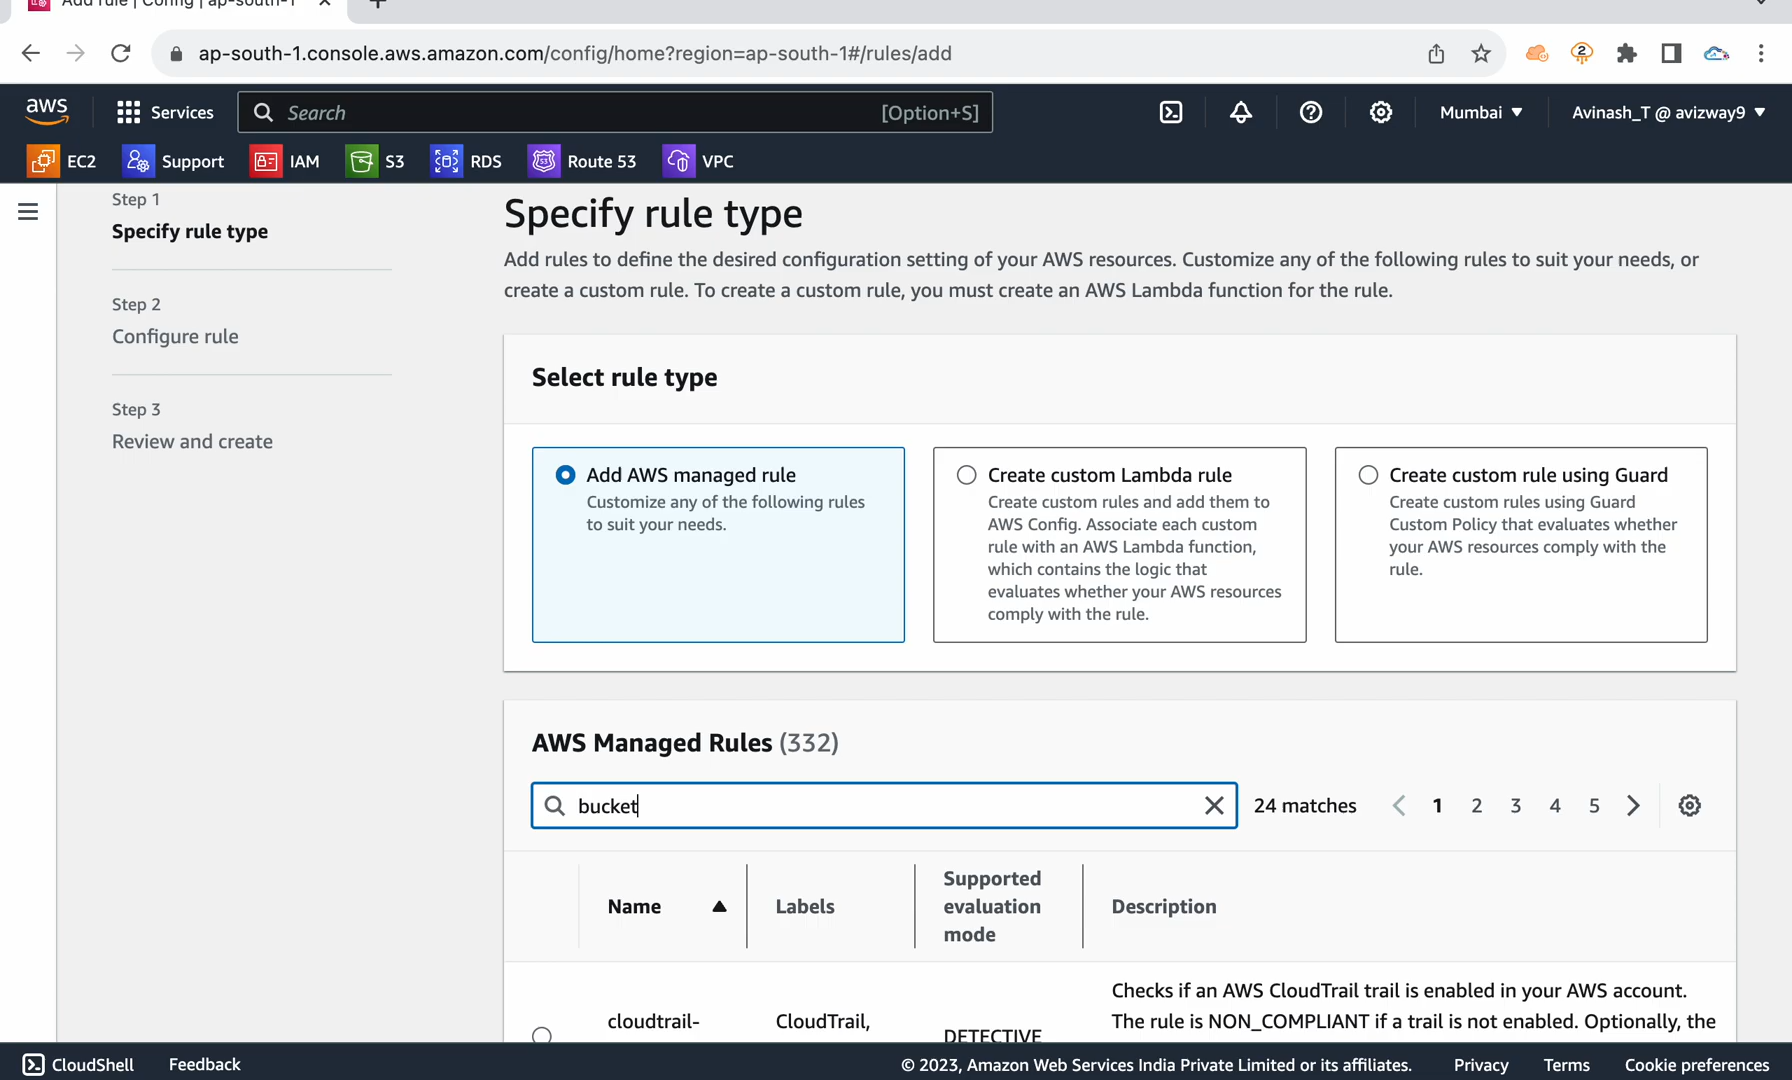 Add rule | Config | ap-south-1
ap-south-1.console.aws.amazon.com/config/home?region=ap-south-1#/rules/add
2
aws
Services
Search
[Option+S]
Mumbai
Avinash_T @ avizway9
EC2
Support
IAM
S3
RDS
Route 53
VPC
Step 1
Specify rule type
Step 2
Configure rule
Step 3
Review and create
Specify rule type
Add rules to define the desired configuration setting of your AWS resources. Customize any of the following rules to suit your needs, or
create a custom rule. To create a custom rule, you must create an AWS Lambda function for the rule.
Select rule type
Add AWS managed rule
Customize any of the following rules
to suit your needs.
Create custom Lambda rule
Create custom rules and add them to
AWS Config. Associate each custom
rule with an AWS Lambda function,
which contains the logic that
evaluates whether your AWS resources
comply with the rule.
Create custom rule using Guard
Create custom rules using Guard
Custom Policy that evaluates whether
your AWS resources comply with the
rule.
AWS Managed Rules (332)
bucket
24 matches
1 2 3 4 5
Name
Labels
Supported
evaluation
mode
Description
cloudtrail-
CloudTrail,
DETECTIVE
Checks if an AWS CloudTrail trail is enabled in your AWS account.
The rule is NON_COMPLIANT if a trail is not enabled. Optionally, the
CloudShell
Feedback
© 2023, Amazon Web Services India Private Limited or its affiliates.
Privacy
Terms
Cookie preferences